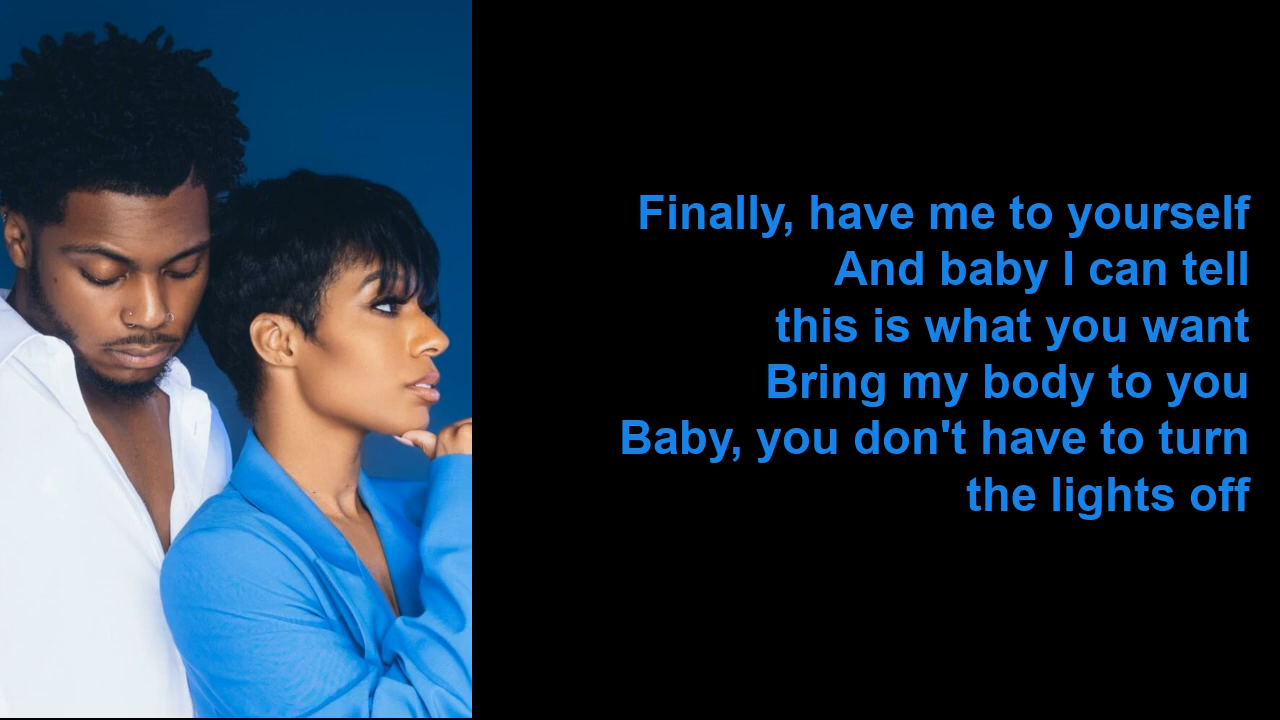 Finally, have me to yourself
And baby I can tell
this is what you want
Bring my body to you
Baby, you don't have to turn
the lights off